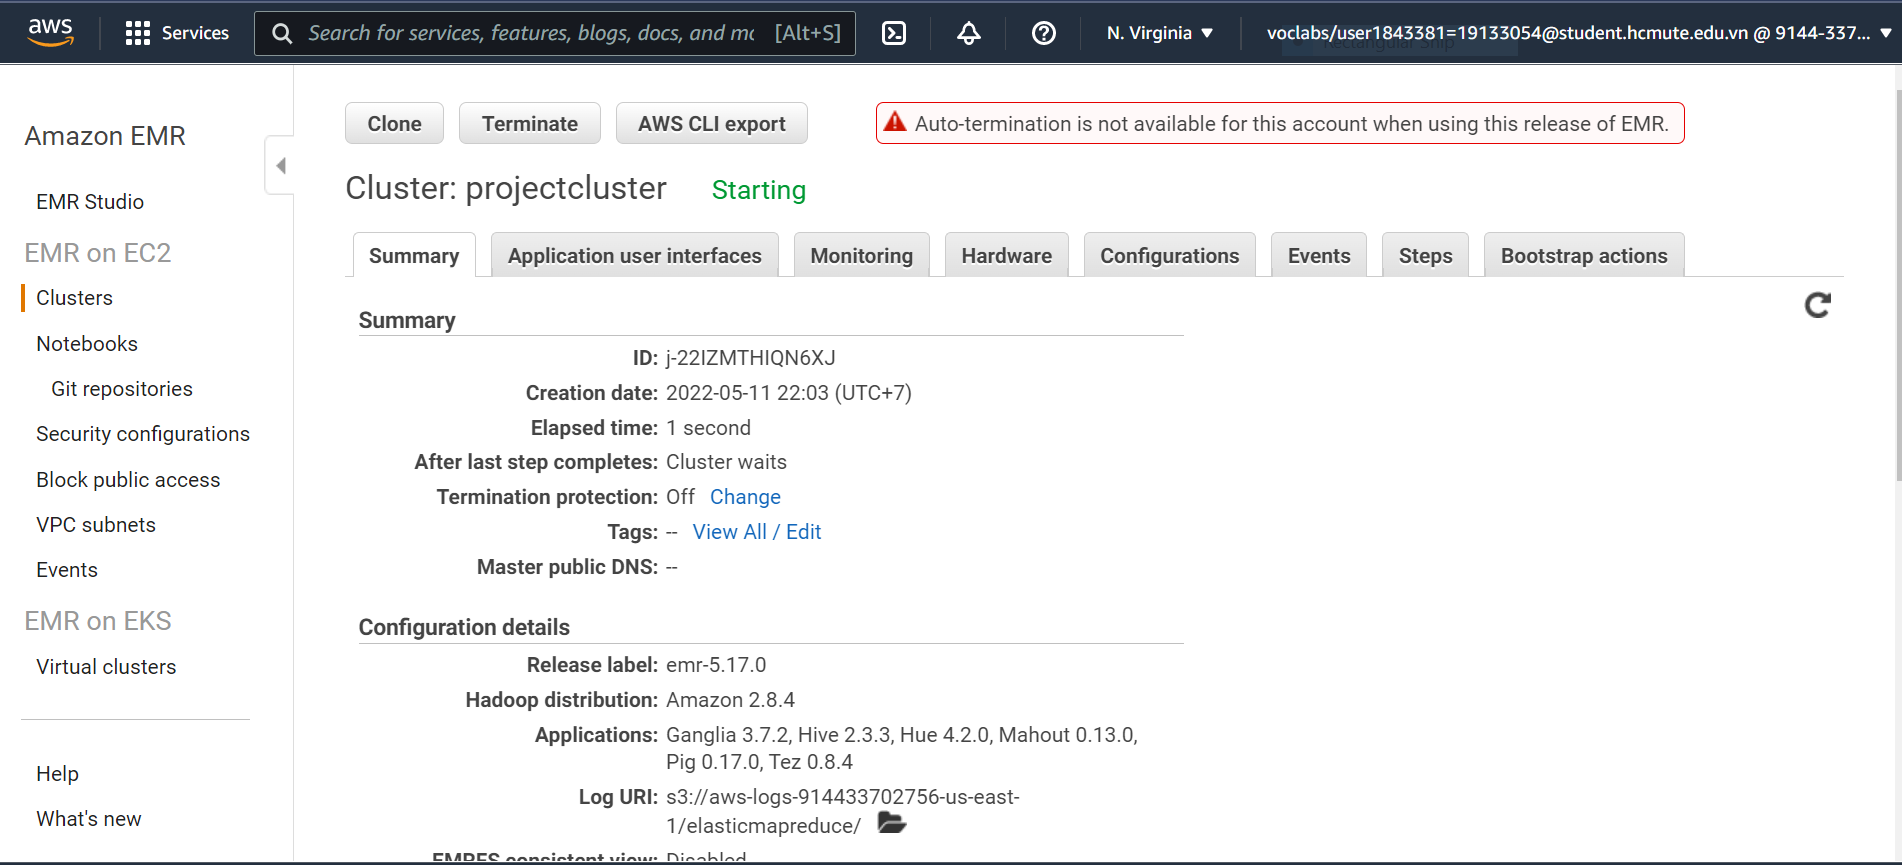 aws
Services
Search for services, features, blogs, docs, and mc [Alt+S]
N. Virginia
voclabs/user1843381=19133054@student.hcmute.edu.vn @ 9144-337...
Amazon EMR
EMR Studio
EMR on EC2
Clusters
Notebooks
Git repositories
Security configurations
Block public access
VPC subnets
Events
EMR on EKS
Virtual clusters
Help
What's new
Clone
Terminate
AWS CLI export
Auto-termination is not available for this account when using this release of EMR.
Cluster: projectcluster Starting
Summary
Application user interfaces
Monitoring
Hardware
Configurations
Events
Steps
Bootstrap actions
Summary
ID: j-22IZMTHIQN6XJ
Creation date: 2022-05-11 22:03 (UTC+7)
Elapsed time: 1 second
After last step completes: Cluster waits
Termination protection: Off Change
Tags: -- View All / Edit
Master public DNS: --
Configuration details
Release label: emr-5.17.0
Hadoop distribution: Amazon 2.8.4
Applications: Ganglia 3.7.2, Hive 2.3.3, Hue 4.2.0, Mahout 0.13.0,
Pig 0.17.0, Tez 0.8.4
Log URI: s3://aws-logs-914433702756-us-east-
1/elasticmapreduce/
EMRFS consistent view: Disabled